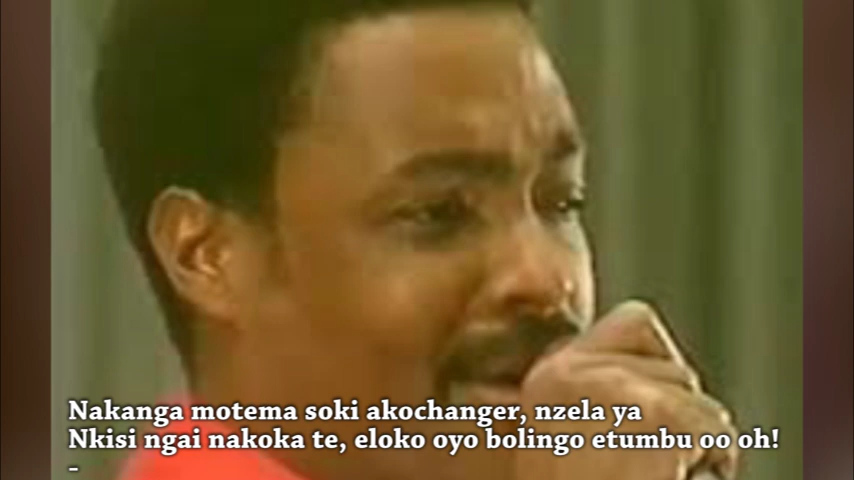 Nakanga motema soki akochanger, nzela ya
Nkisi ngai nakoka te, eloko oyo bolingo etumbu oo oh!
-